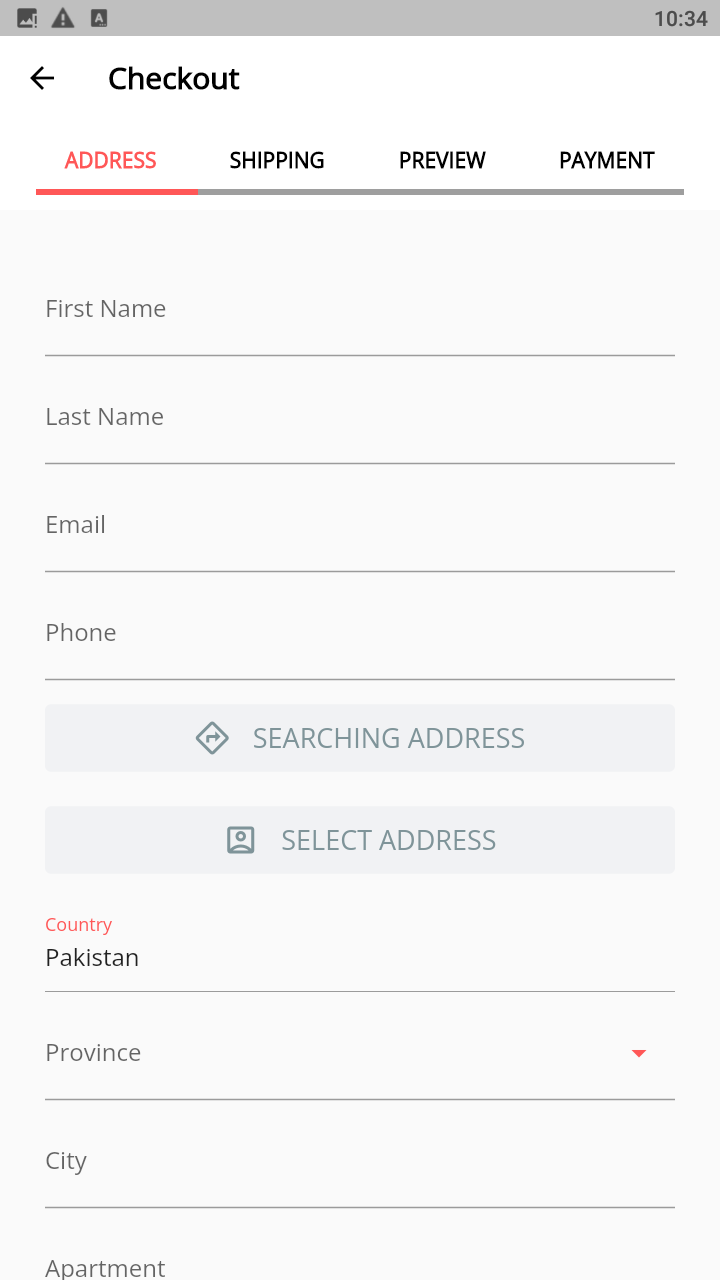 10:34
Checkout
ADDRESS SHIPPING PREVIEW PAYMENT
First Name
Last Name
Email
Phone
SEARCHING ADDRESS
SELECT ADDRESS
Country
Pakistan
Province
City
Apartment